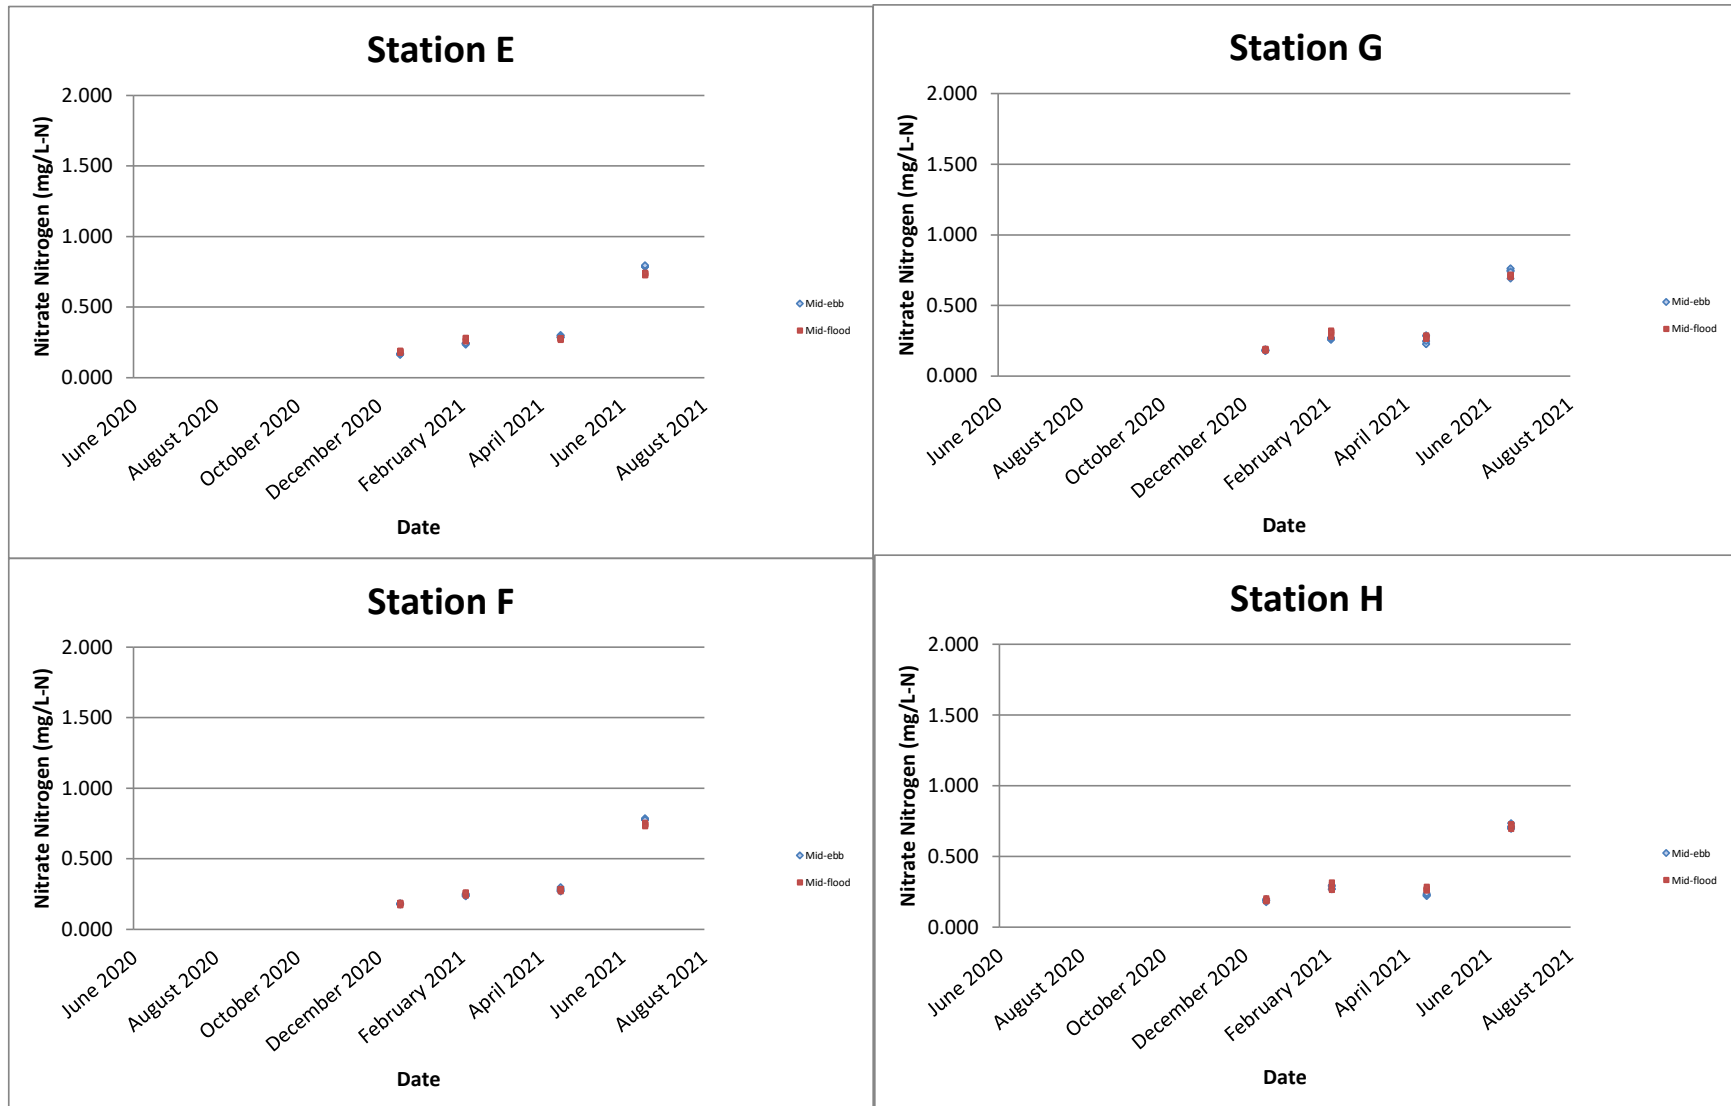 Station E
Nitrate Nitrogen (mg/L-N)
2.000
1.500
1.000
0.500
0.000
June 2020
August 2020
October 2020
December 2020
February 2021
April 2021
June 2021
August 2021
Date
Mid-ebb
Mid-flood
Station G
Nitrate Nitrogen (mg/L-N)
2.000
1.500
1.000
0.500
0.000
June 2020
August 2020
October 2020
December 2020
February 2021
April 2021
June 2021
August 2021
Date
Mid-ebb
Mid-flood
Station F
Nitrate Nitrogen (mg/L-N)
2.000
1.500
1.000
0.500
0.000
June 2020
August 2020
October 2020
December 2020
February 2021
April 2021
June 2021
August 2021
Date
Mid-ebb
Mid-flood
Station H
Nitrate Nitrogen (mg/L-N)
2.000
1.500
1.000
0.500
0.000
June 2020
August 2020
October 2020
December 2020
February 2021
April 2021
June 2021
August 2021
Date
Mid-ebb
Mid-flood